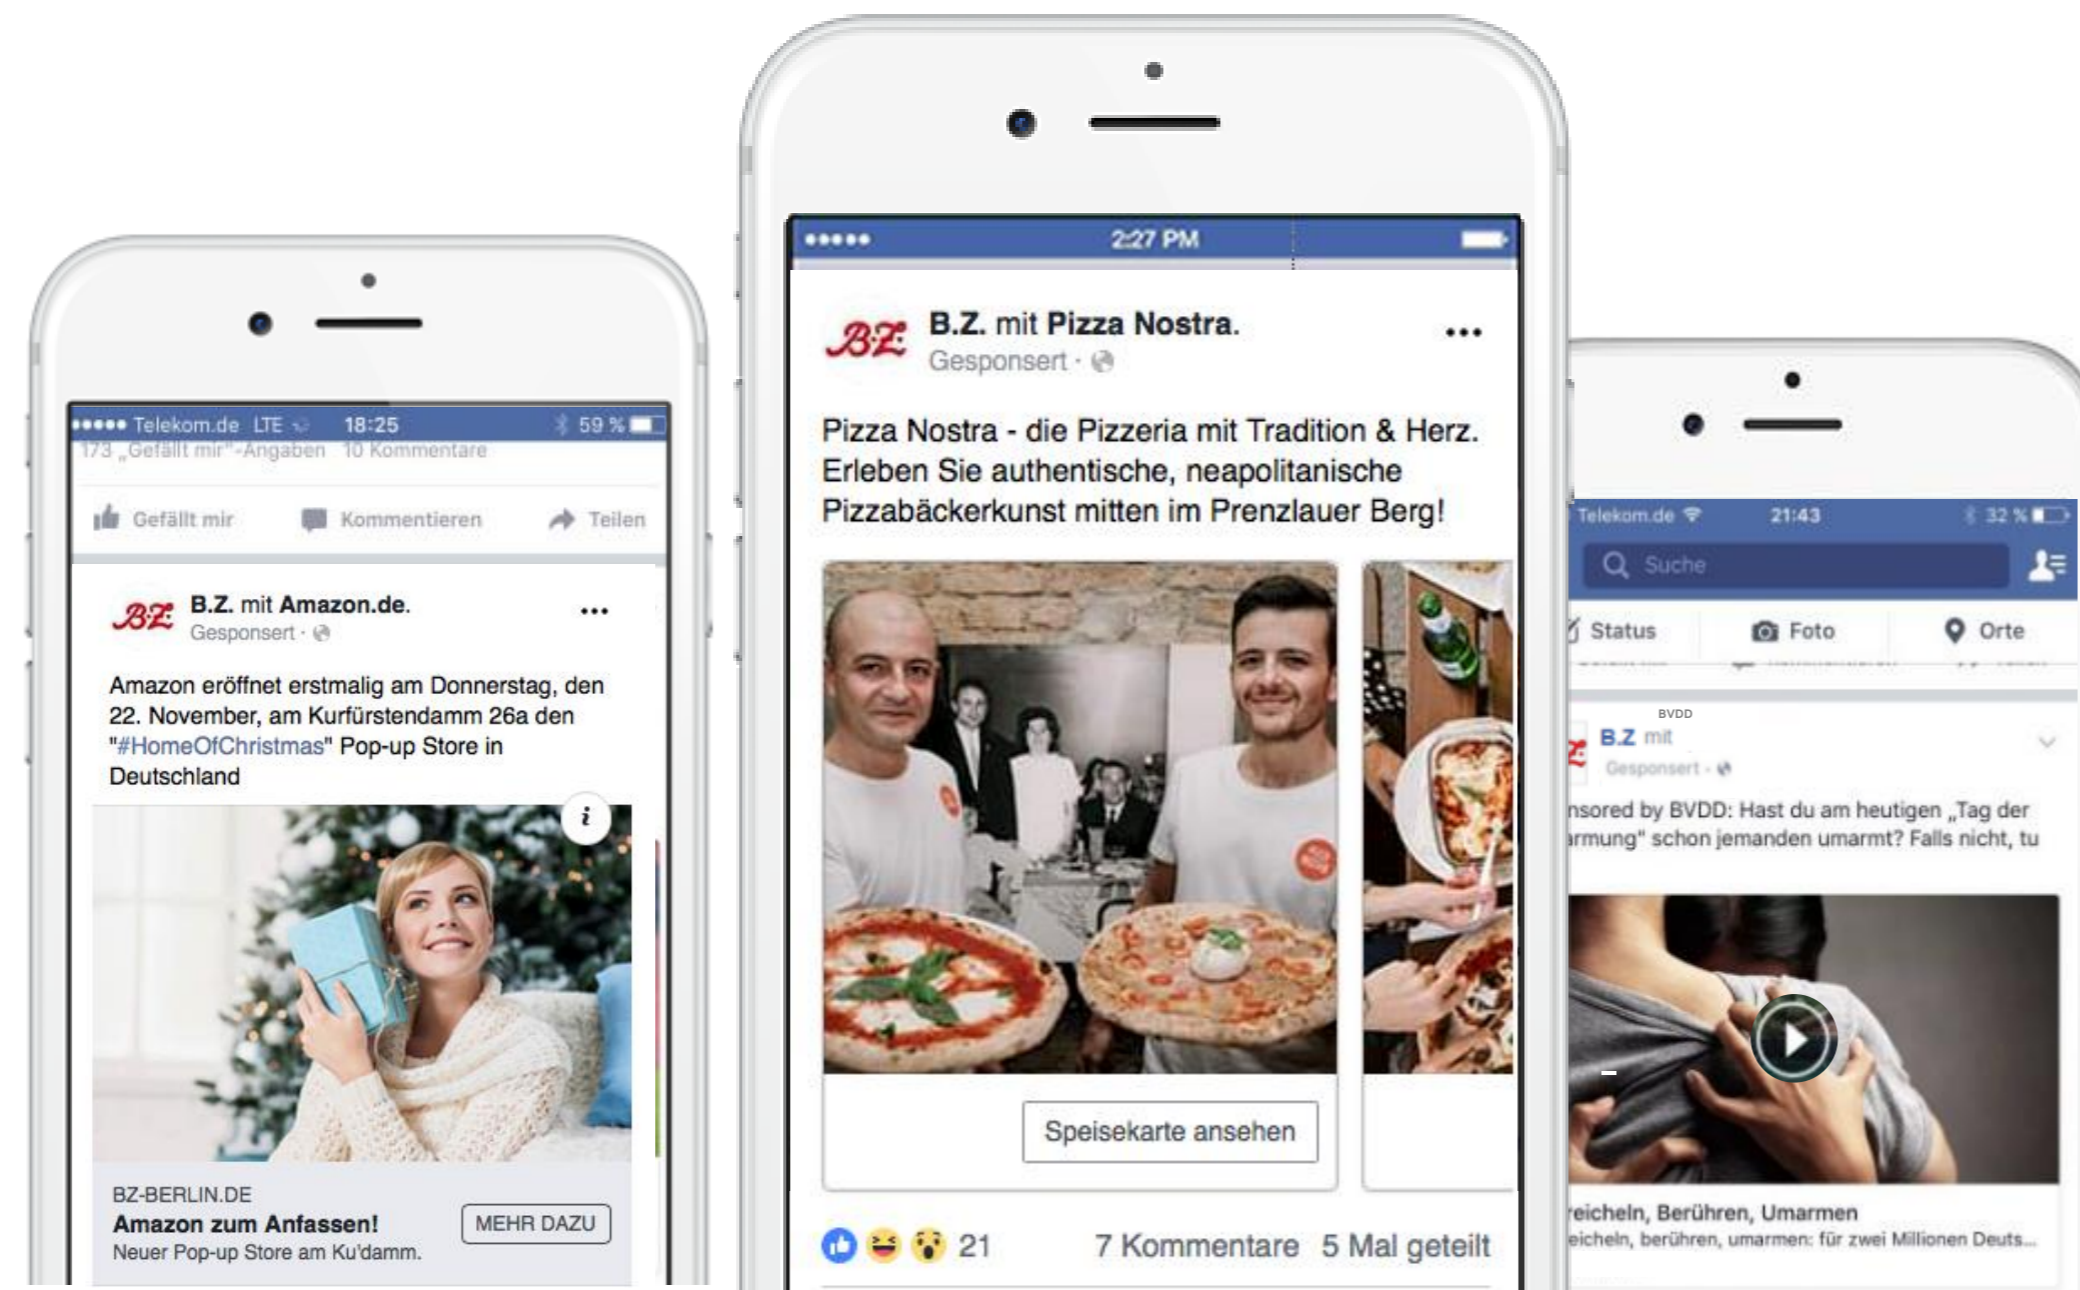 Telekom.de LTE 18:25 59 %
173 „Gefällt mir"-Angaben 10 Kommentare
Gefällt mir Kommentieren Teilen
B.Z. B.Z. mit Amazon.de.
Gesponsert ·
Amazon eröffnet erstmalig am Donnerstag, den
22. November, am Kurfürstendamm 26a den
"#HomeOfChristmas" Pop-up Store in
Deutschland
i
BZ-BERLIN.DE
Amazon zum Anfassen!
Neuer Pop-up Store am Ku'damm.
MEHR DAZU
2:27 PM
B.Z. B.Z. mit Pizza Nostra.
Gesponsert ·
Pizza Nostra - die Pizzeria mit Tradition & Herz.
Erleben Sie authentische, neapolitanische
Pizzabäckerkunst mitten im Prenzlauer Berg!
Speisekarte ansehen
21 7 Kommentare 5 Mal geteilt
Telekom.de 21:43 32 %
Suche
Status Foto Orte
BVDD
B.Z mit
Gesponsert ·
nsored by BVDD: Hast du am heutigen „Tag der
armung" schon jemanden umarmt? Falls nicht, tu
reicheln, Berühren, Umarmen
eicheln, berühren, umarmen: für zwei Millionen Deuts...